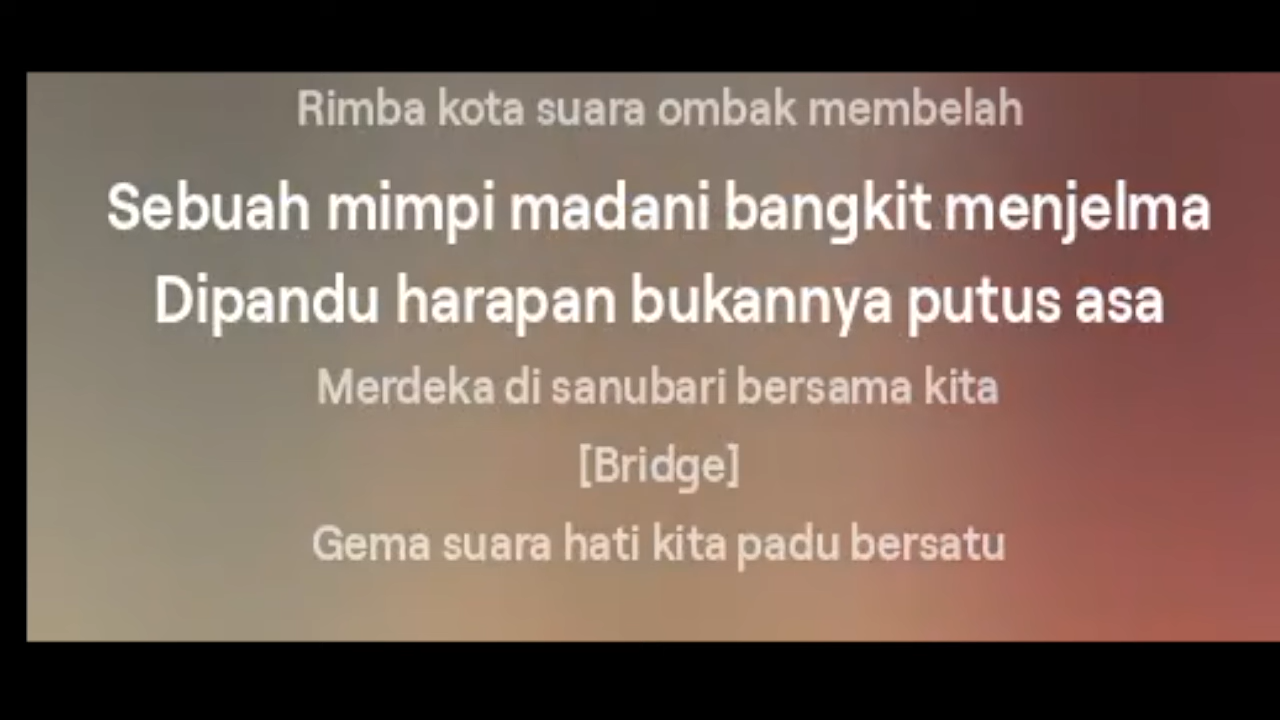 Rimba kota suara ombak membelah
Sebuah mimpi madani bangkit menjelma
Dipandu harapan bukannya putus asa
Merdeka di sanubari bersama kita
[Bridge]
Gema suara hati kita padu bersatu